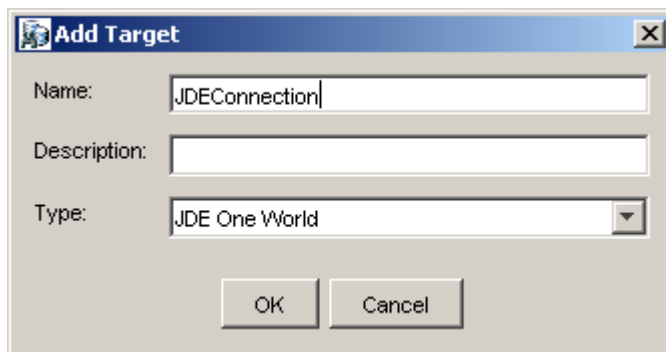 Add Target
Name: JDEConnection
Description:
Type: JDE One World
OK Cancel